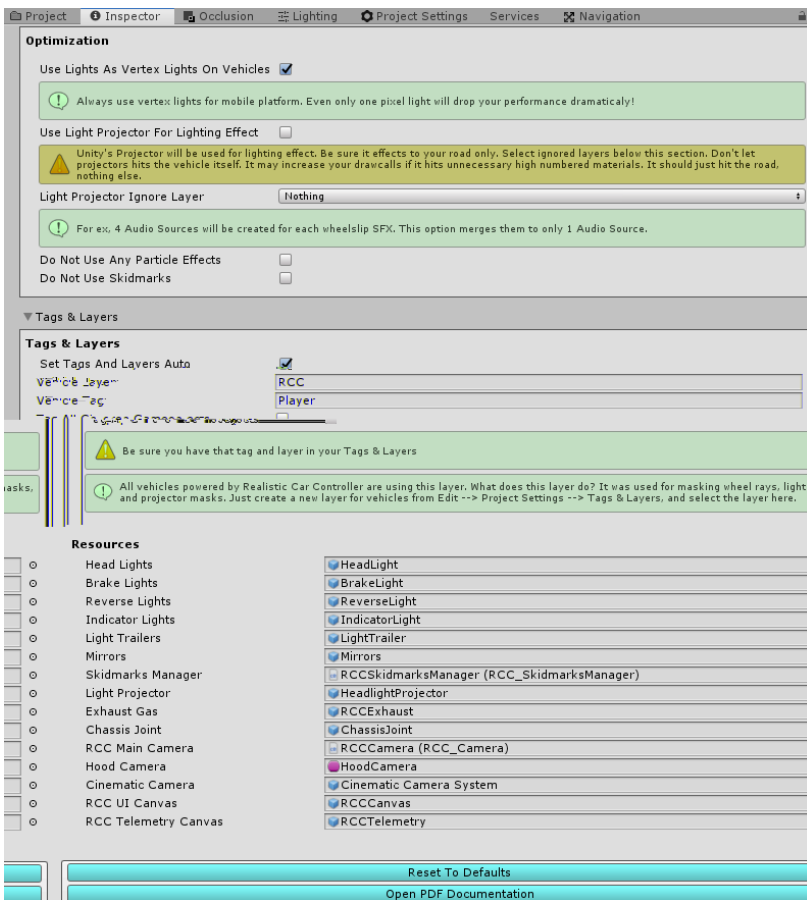 Project Inspector Occlusion Lighting Project Settings Services Navigation
Optimization
Use Lights As Vertex Lights On Vehicles
Always use vertex lights for mobile platform. Even only one pixel light will drop your performance dramaticaly!
Use Light Projector For Lighting Effect
Unity's Projector will be used for lighting effect. Be sure it effects to your road only. Select ignored layers below this section. Don't let
projectors hits the vehicle itself. It may increase your drawcalls if it hits unnecessary high numbered materials. It should just hit the road,
nothing else.
Light Projector Ignore Layer Nothing
For ex, 4 Audio Sources will be created for each wheelslip SFX. This option merges them to only 1 Audio Source.
Do Not Use Any Particle Effects
Do Not Use Skidmarks
Tags & Layers
Tags & Layers
Set Tags And Layers Auto
Vehicle Layer RCC
Vehicle Tag Player
Tag All
Be sure you have that tag and layer in your Tags & Layers
All vehicles powered by Realistic Car Controller are using this layer. What does this layer do? It was used for masking wheel rays, light
masks, and projector masks. Just create a new layer for vehicles from Edit --> Project Settings --> Tags & Layers, and select the layer here.
Resources
Head Lights HeadLight
Brake Lights BrakeLight
Reverse Lights ReverseLight
Indicator Lights IndicatorLight
Light Trailers LightTrailer
Mirrors Mirrors
Skidmarks Manager RCCSkidmarksManager (RCC_SkidmarksManager)
Light Projector HeadlightProjector
Exhaust Gas RCCExhaust
Chassis Joint ChassisJoint
RCC Main Camera RCCCamera (RCC_Camera)
Hood Camera HoodCamera
Cinematic Camera Cinematic Camera System
RCC UI Canvas RCCCanvas
RCC Telemetry Canvas RCCTelemetry
Reset To Defaults
Open PDF Documentation